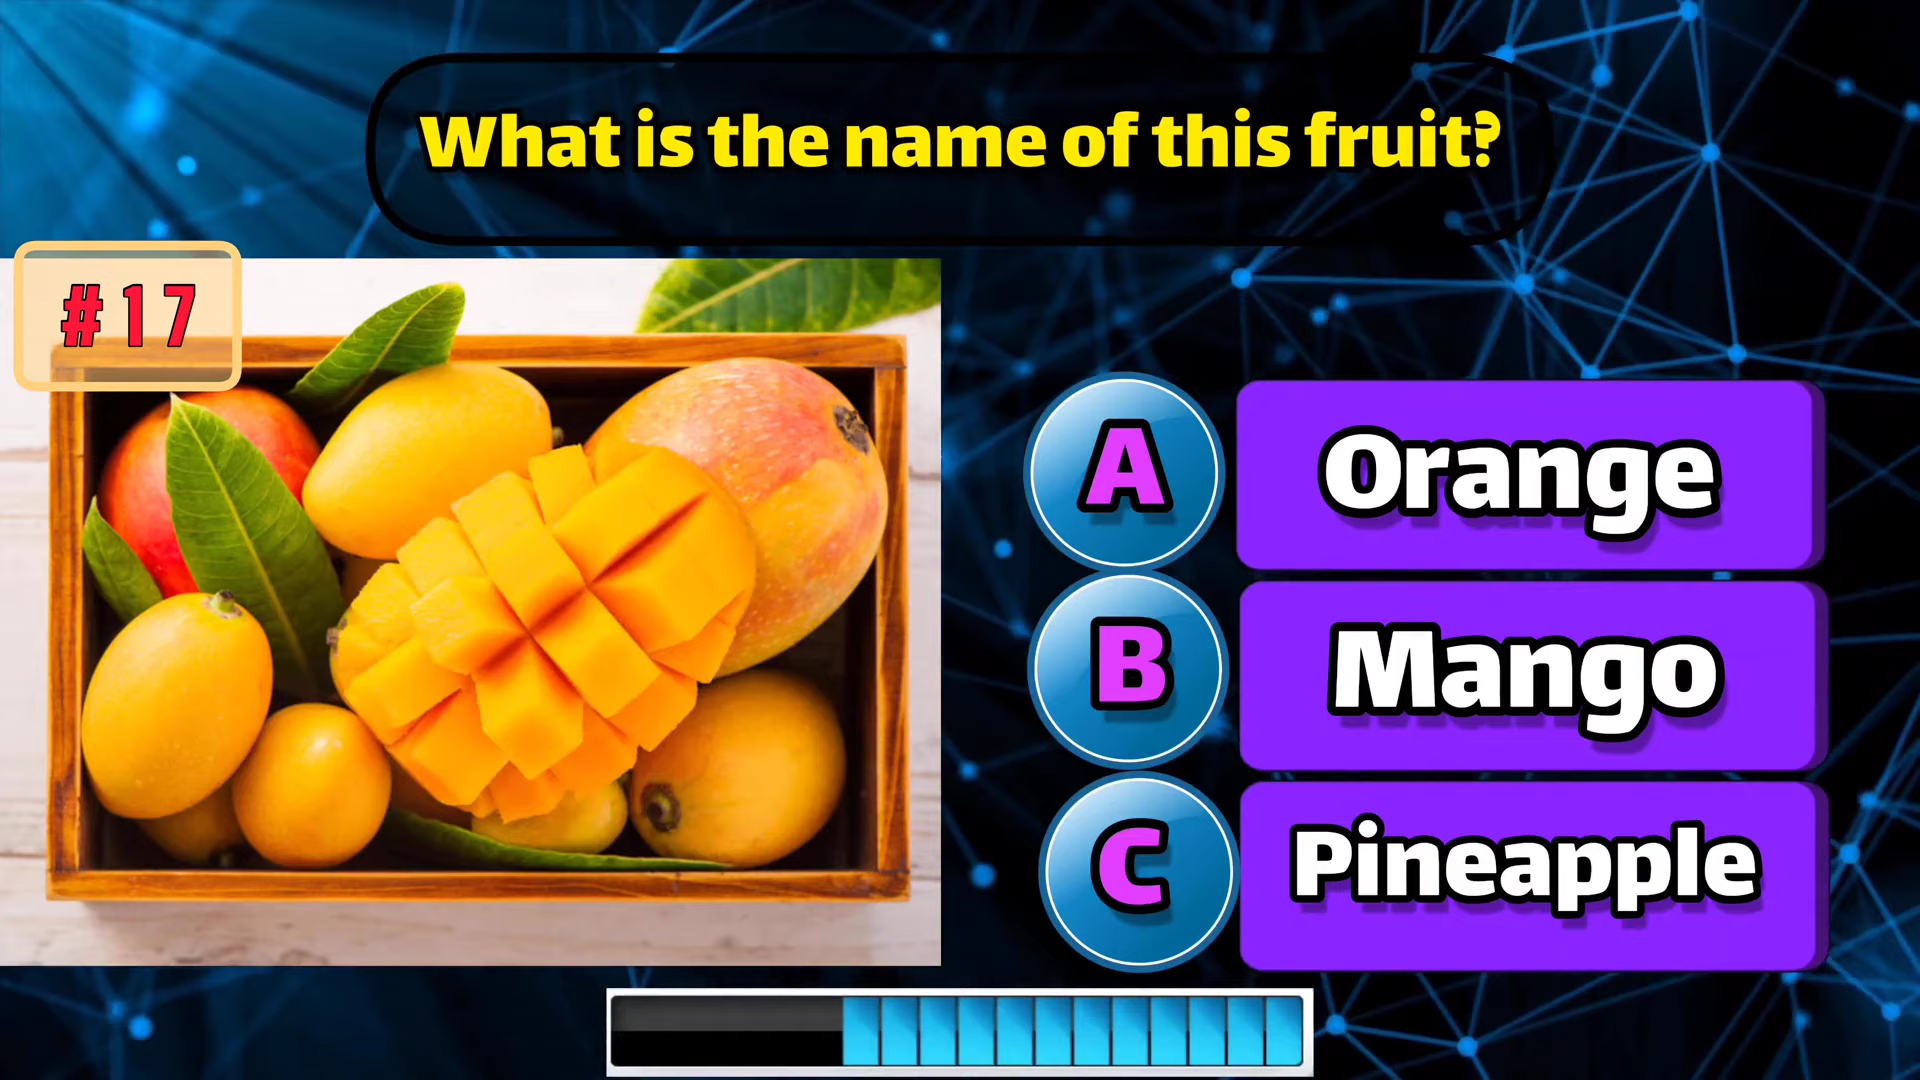 What is the name of this fruit?
#17
A
Orange
B
Mango
C
Pineapple